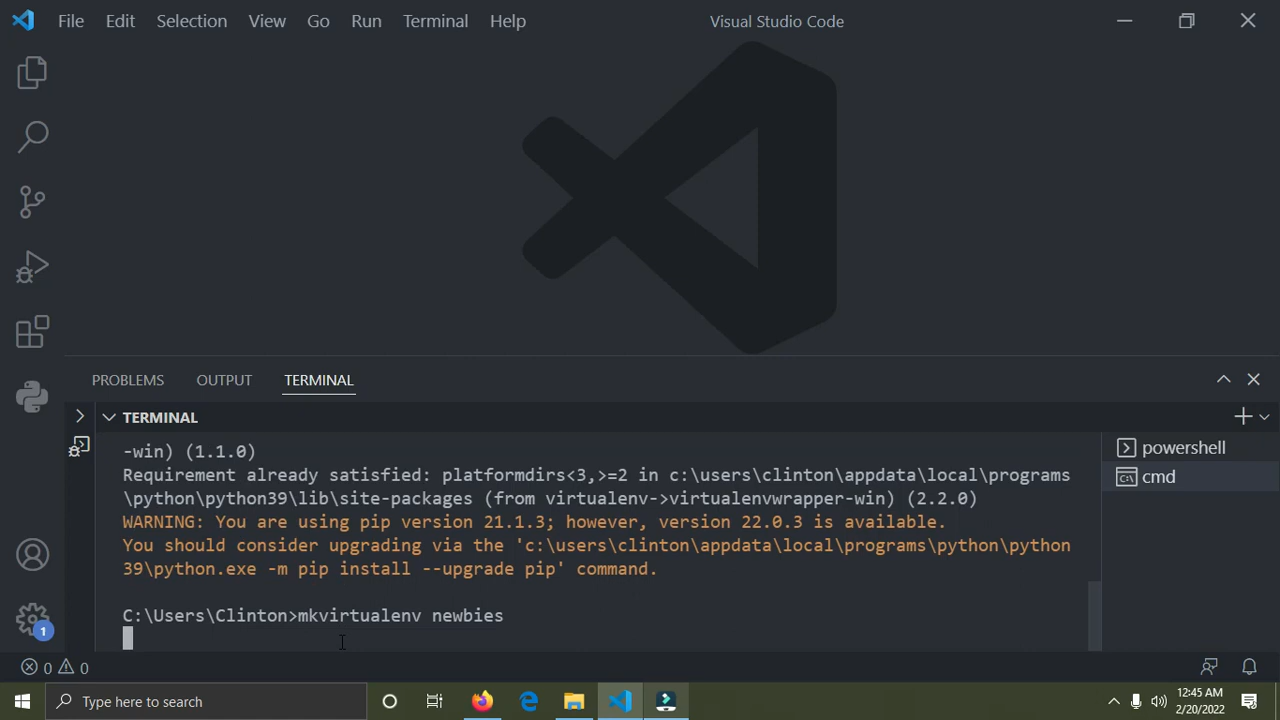 File Edit Selection View Go Run Terminal Help Visual Studio Code
PROBLEMS OUTPUT TERMINAL
TERMINAL
-win) (1.1.0)
Requirement already satisfied: platformdirs<3,>=2 in c:\users\clinton\appdata\local\programs
\python\python39\lib\site-packages (from virtualenv->virtualenvwrapper-win) (2.2.0)
WARNING: You are using pip version 21.1.3; however, version 22.0.3 is available.
You should consider upgrading via the 'c:\users\clinton\appdata\local\programs\python\python
39\python.exe -m pip install --upgrade pip' command.
C:\Users\Clinton>mkvirtualenv newbies
powershell
cmd
1
0 0
Type here to search
12:45 AM
2/20/2022